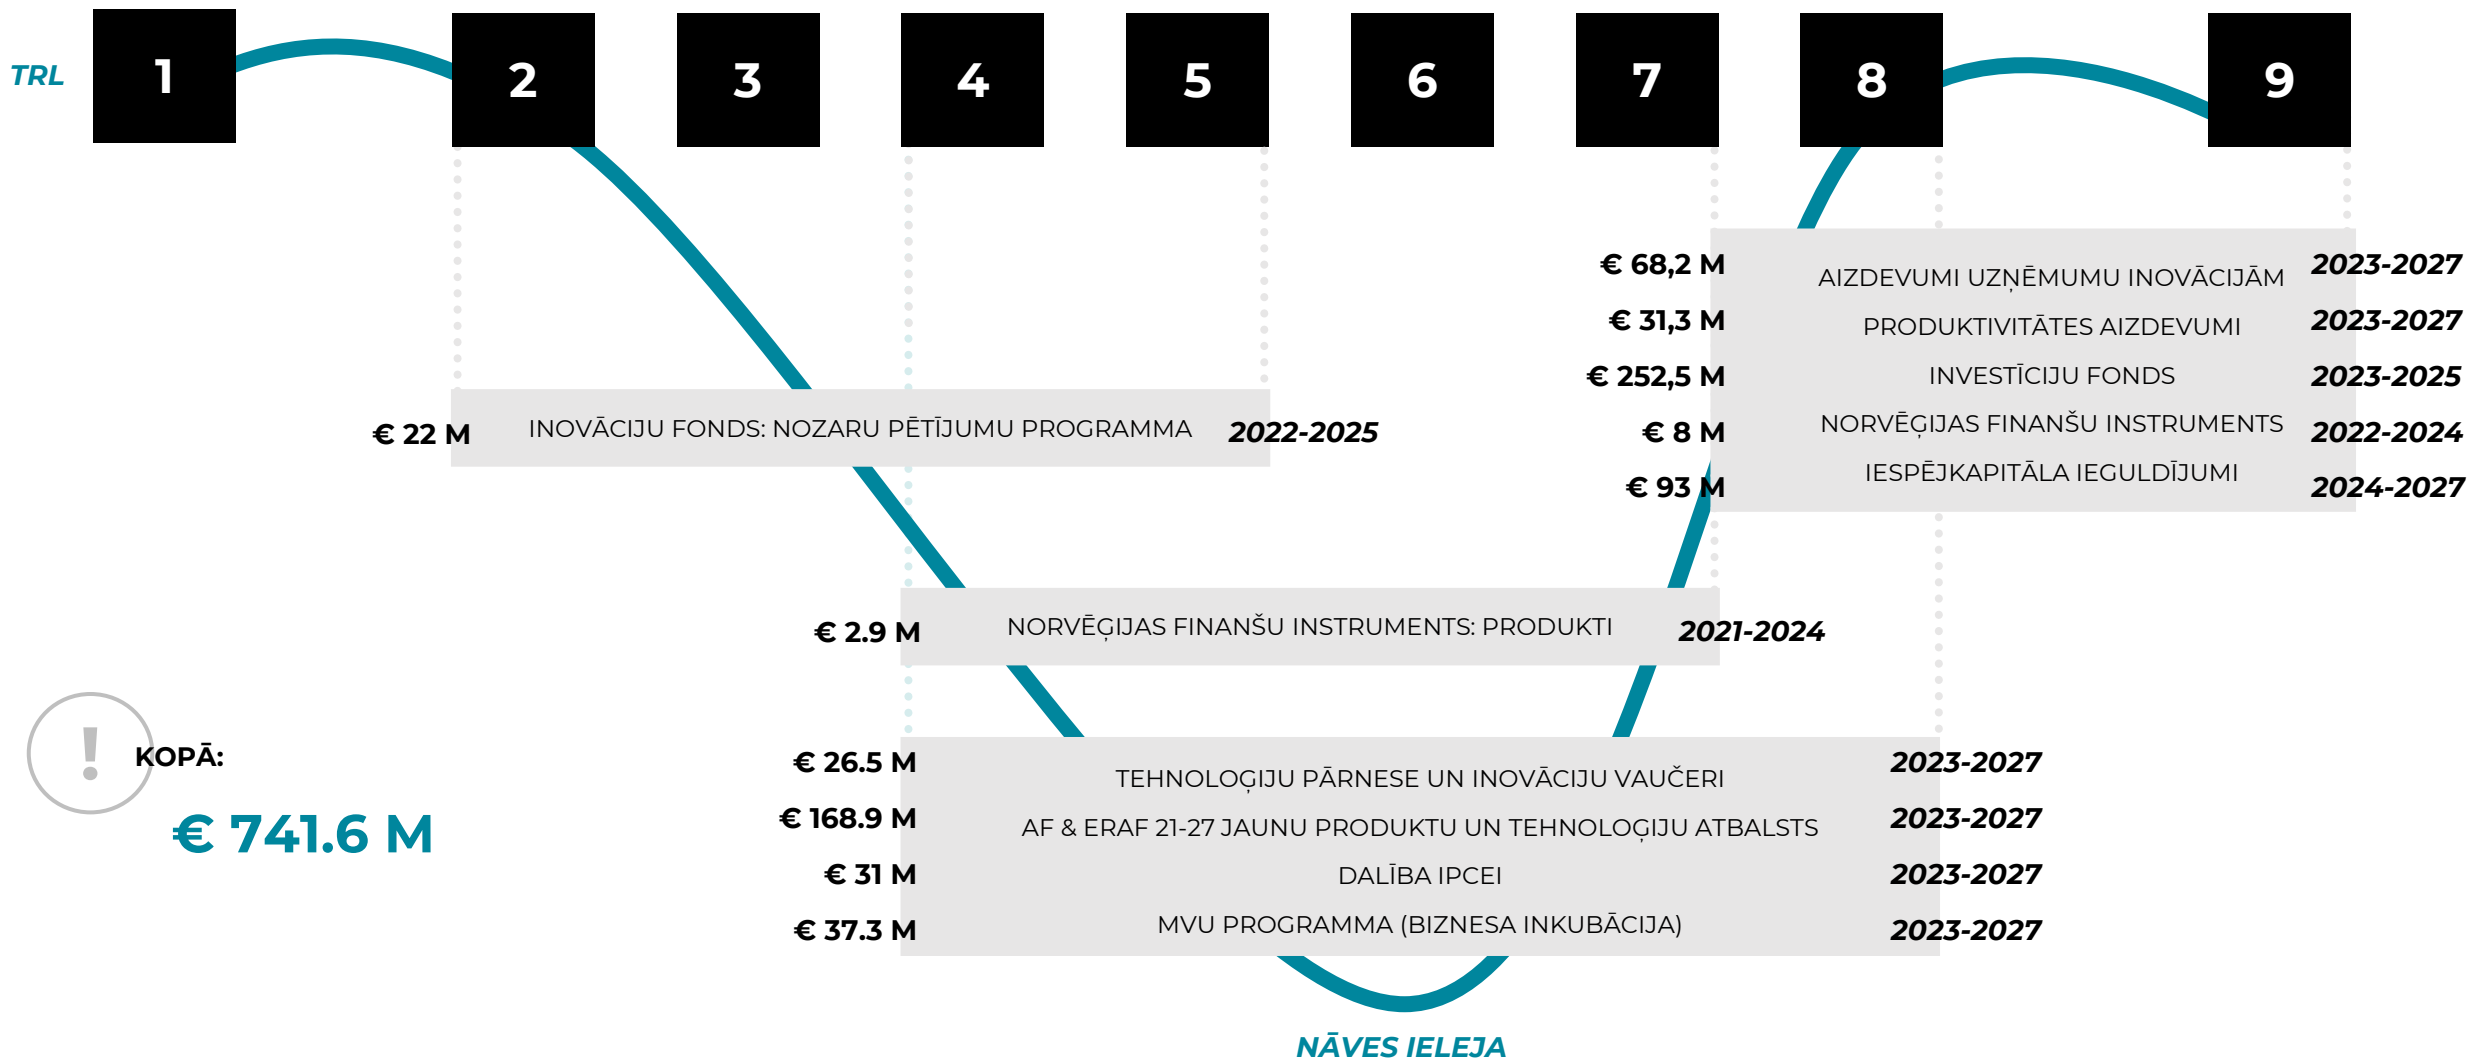 TRL 1 2 3 4 5 6 7 8 9
€ 68,2 M AIZDEVUMI UZŅĒMUMU INOVĀCIJĀM 2023-2027
€ 31,3 M PRODUKTIVITĀTES AIZDEVUMI 2023-2027
€ 252,5 M INVESTĪCIJU FONDS 2023-2025
€ 8 M NORVĒĢIJAS FINANŠU INSTRUMENTS 2022-2024
€ 93 M IESPĒJKAPITĀLA IEGULDĪJUMI 2024-2027
€ 22 M INOVĀCIJU FONDS: NOZARU PĒTĪJUMU PROGRAMMA 2022-2025
€ 2.9 M NORVĒĢIJAS FINANŠU INSTRUMENTS: PRODUKTI 2021-2024
€ 26.5 M TEHNOLOĢIJU PĀRNESE UN INOVĀCIJU VAUČERI 2023-2027
€ 168.9 M AF & ERAF 21-27 JAUNU PRODUKTU UN TEHNOLOĢIJU ATBALSTS 2023-2027
€ 31 M DALĪBA IPCEI 2023-2027
€ 37.3 M MVU PROGRAMMA (BIZNESA INKUBĀCIJA) 2023-2027
! KOPĀ:
€ 741.6 M
NĀVES IELEJA